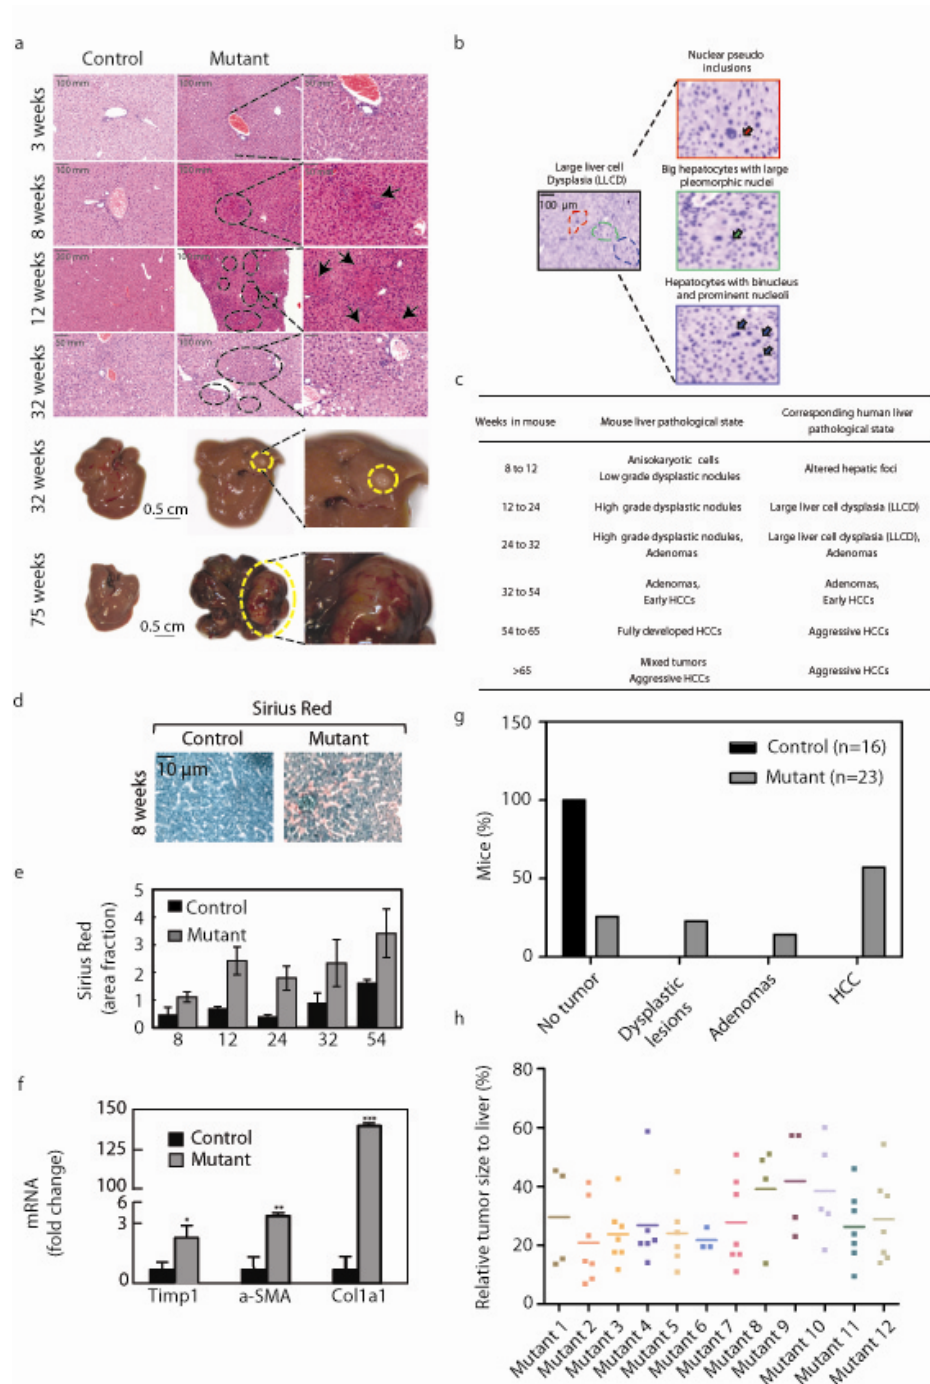 a
Control Mutant
3 weeks
100 mm
100 mm
8 weeks
100 mm
12 weeks
32 weeks
50 mm
100 mm
32 weeks
0.5 cm
75 weeks
0.5 cm
b
Nuclear pseudo
inclusions
Large liver cell
Dysplasia (LLCD)
100 µm
Big hepatocytes with large
pleomorphic nuclei
Hepatocytes with binucleus
and prominent nucleoli
c
Weeks in mouse Mouse liver pathological state Corresponding human liver
pathological state
8 to 12 Anisokaryotic cells
Low grade dysplastic nodules Altered hepatic foci
12 to 24 High grade dysplastic nodules Large liver cell dysplasia (LLCD)
24 to 32 High grade dysplastic nodules,
Adenomas Large liver cell dysplasia (LLCD),
Adenomas
32 to 54 Adenomas,
Early HCCs Adenomas,
Early HCCs
54 to 65 Fully developed HCCs Aggressive HCCs
>65 Mixed tumors
Aggressive HCCs Aggressive HCCs
d
Sirius Red
Control Mutant
8 weeks
10 µm
e
Sirius Red
(area fraction)
5
4
3
2
1
0
Control
Mutant
8 12 24 32 54
f
mRNA
(fold change)
150
125
100
6
3
0
Control
Mutant
*
**
***
Timp1 a-SMA Col1a1
g
Mice (%)
150
100
50
0
Control (n=16)
Mutant (n=23)
No tumor
Dysplastic
lesions
Adenomas
HCC
h
Relative tumor size to liver (%)
80
60
40
20
0
Mutant 1
Mutant 2
Mutant 3
Mutant 4
Mutant 5
Mutant 6
Mutant 7
Mutant 8
Mutant 9
Mutant 10
Mutant 11
Mutant 12